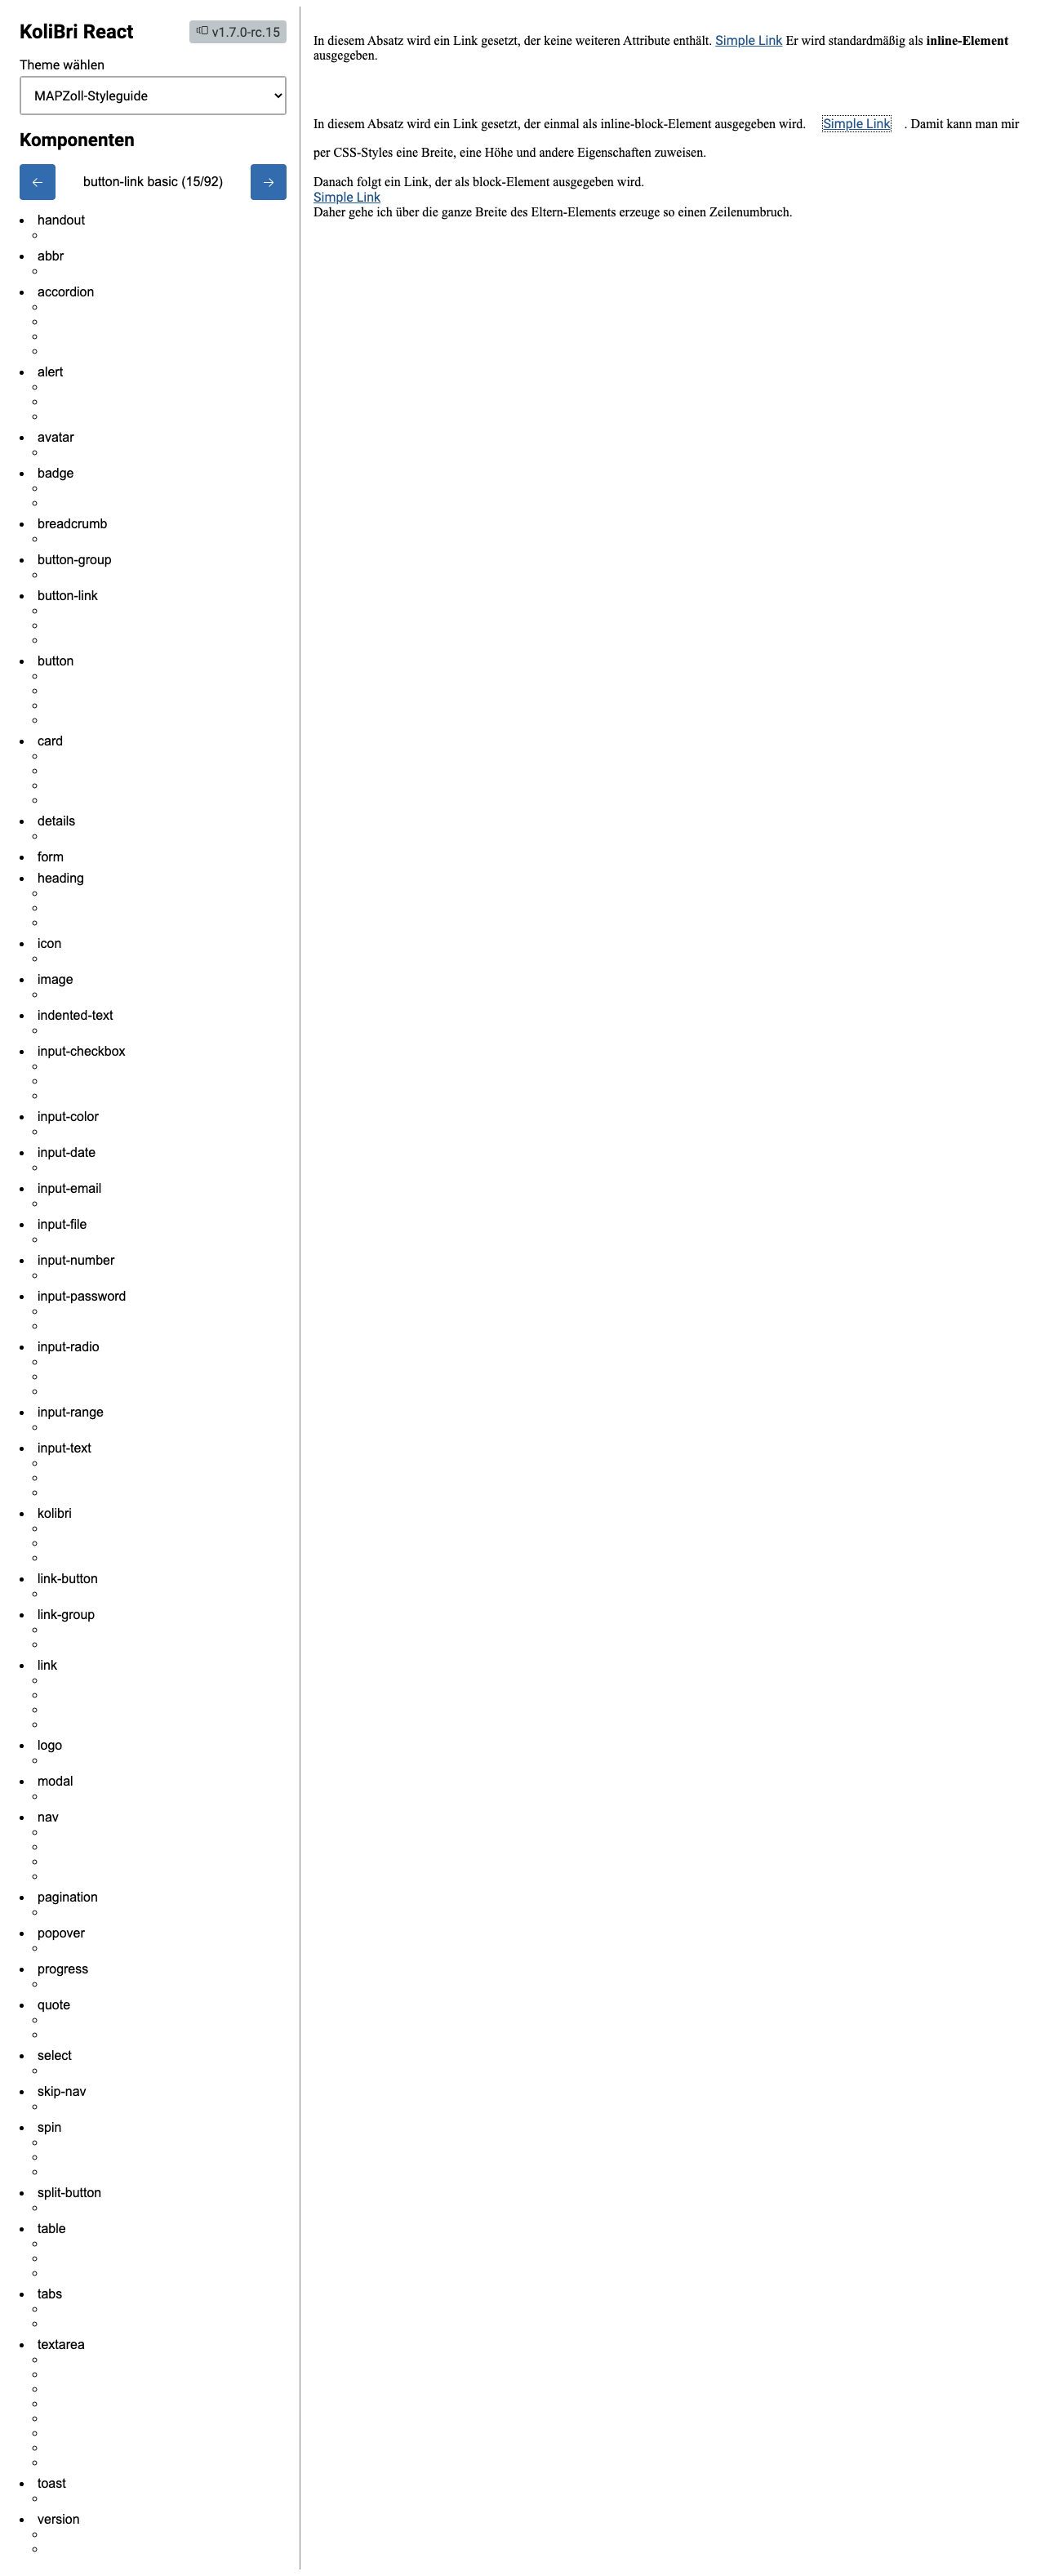 KoliBri React
v1.7.0-rc.15
Theme wählen
MAPZoll-Styleguide
Komponenten
← button-link basic (15/92) →
handout
abbr
accordion
alert
avatar
badge
breadcrumb
button-group
button-link
button
card
details
form
heading
icon
image
indented-text
input-checkbox
input-color
input-date
input-email
input-file
input-number
input-password
input-radio
input-range
input-text
kolibri
link-button
link-group
link
logo
modal
nav
pagination
popover
progress
quote
select
skip-nav
spin
split-button
table
tabs
textarea
toast
version
In diesem Absatz wird ein Link gesetzt, der keine weiteren Attribute enthält. Simple Link Er wird standardmäßig als inline-Element
ausgegeben.
In diesem Absatz wird ein Link gesetzt, der einmal als inline-block-Element ausgegeben wird. Simple Link . Damit kann man mir
per CSS-Styles eine Breite, eine Höhe und andere Eigenschaften zuweisen.
Danach folgt ein Link, der als block-Element ausgegeben wird.
Simple Link
Daher gehe ich über die ganze Breite des Eltern-Elements erzeuge so einen Zeilenumbruch.